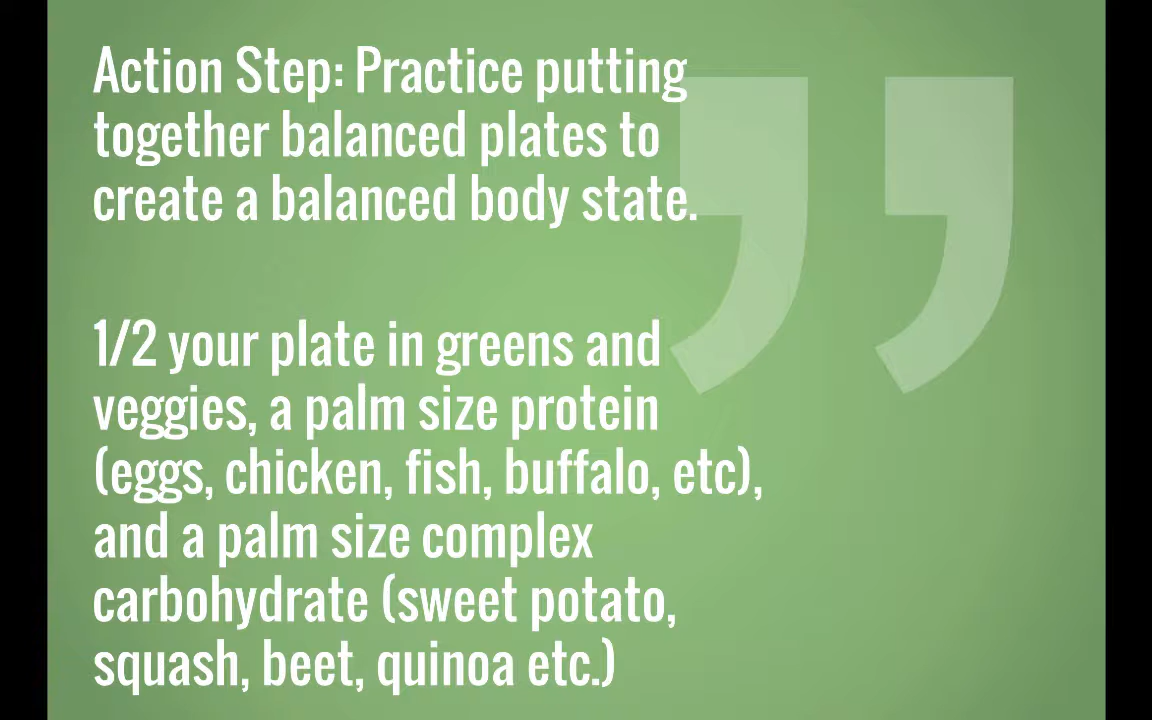 Action Step: Practice putting
together balanced plates to
create a balanced body state.
1/2 your plate in greens and
veggies, a palm size protein
(eggs, chicken, fish, buffalo, etc),
and a palm size complex
carbohydrate (sweet potato,
squash, beet, quinoa etc.)